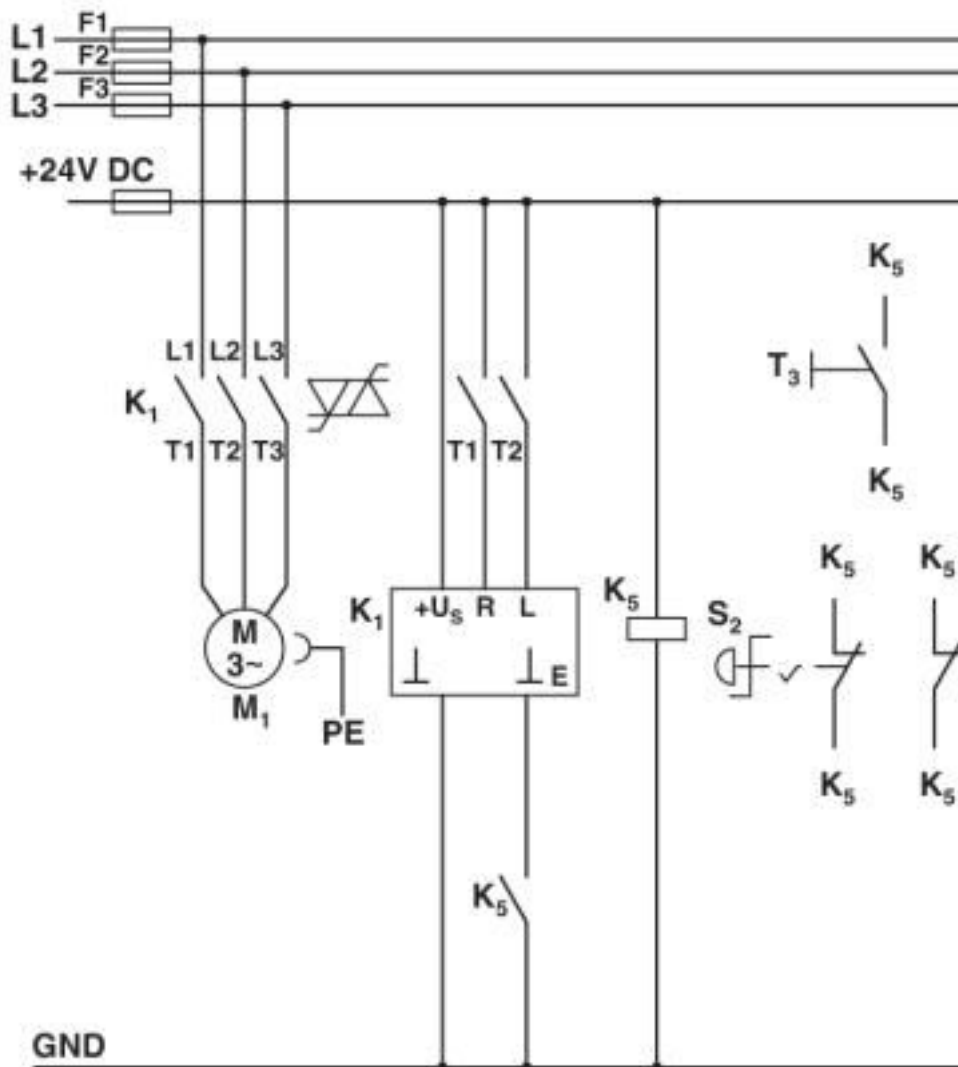 L1 F1
L2 F2
L3 F3
+24V DC
K5
L1 L2 L3
T3
K1
T1 T2 T3 T1 T2
K5
K5 K5
K1 +US R L K5 S2
M
3~
E
M1
PE
K5 K5
K5
GND